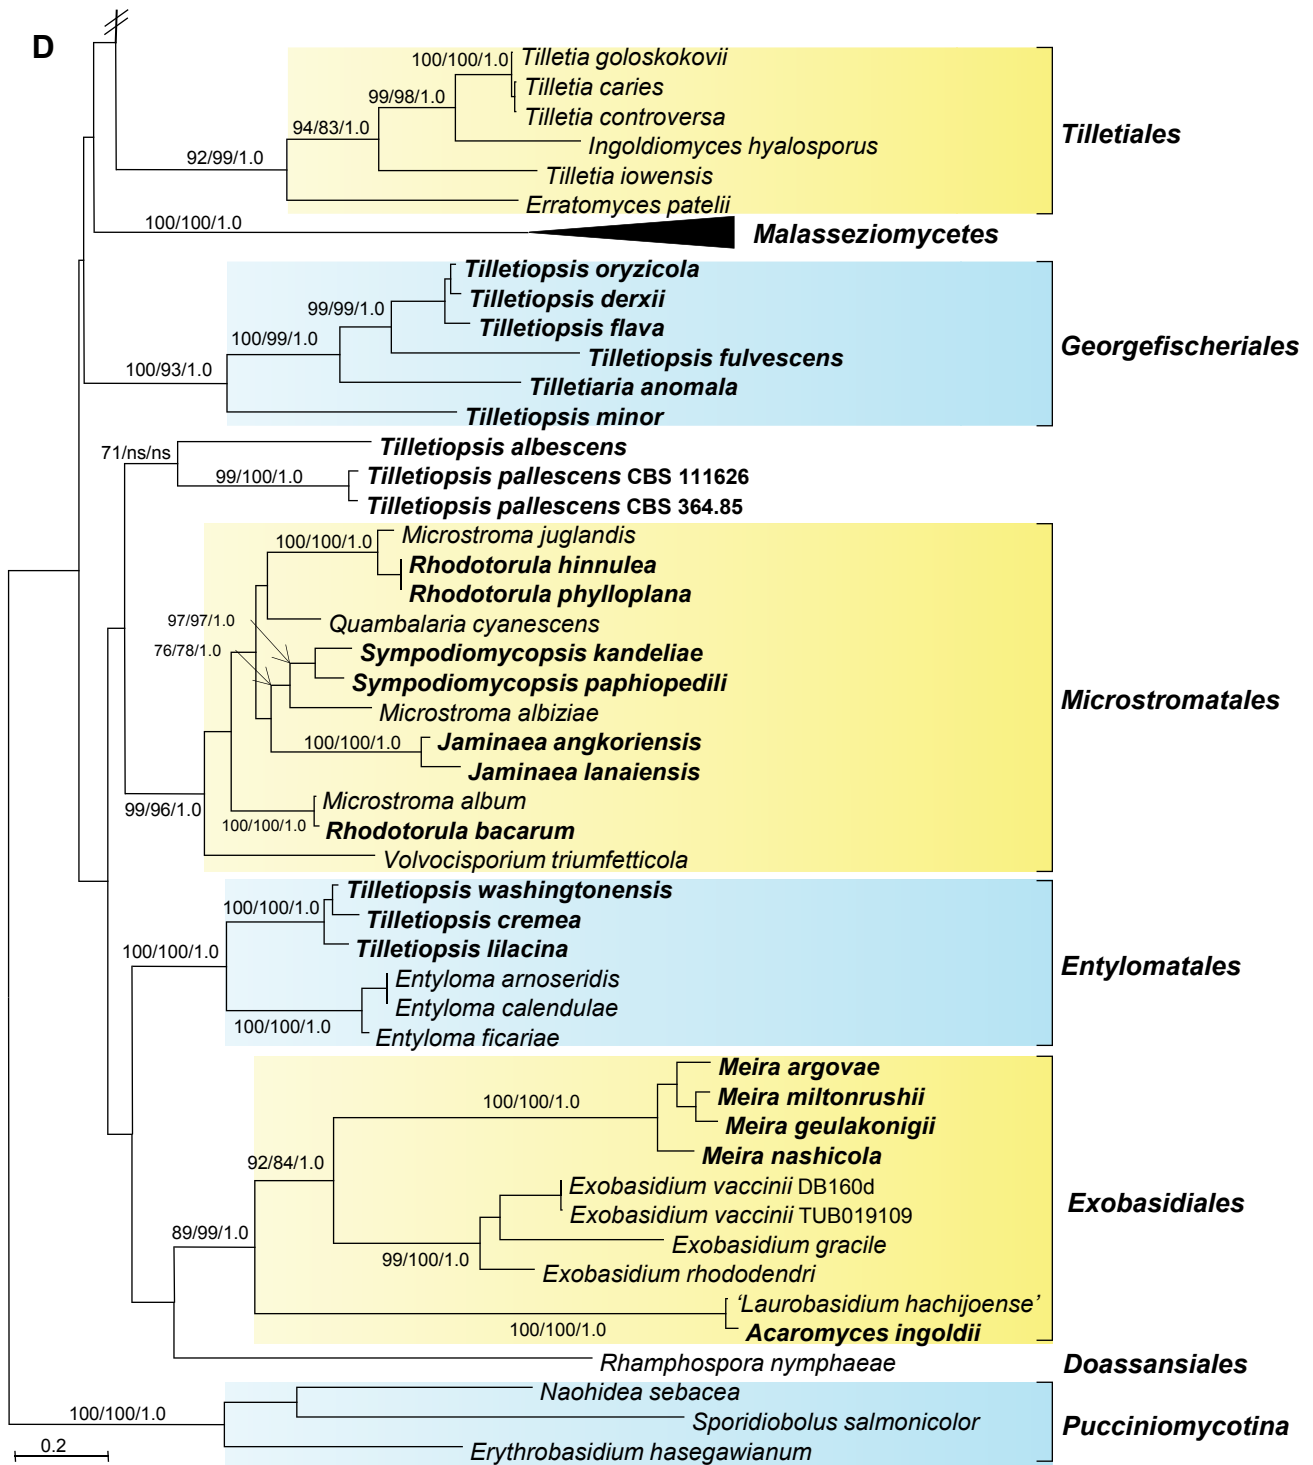 D
100/100/1.0 Tilletia goloskokovii
Tilletia caries
99/98/1.0
Tilletia controversa
94/83/1.0
Tilletiales
Ingoldiomyces hyalosporus
92/99/1.0
Tilletia iowensis
Erratomyces patelii
100/100/1.0
Malasseziomycetes
Tilletiopsis oryzicola
Tilletiopsis derxii
99/99/1.0
Tilletiopsis flava
100/99/1.0
Georgefischeriales
Tilletiopsis fulvescens
100/93/1.0
Tilletiaria anomala
Tilletiopsis minor
Tilletiopsis albescens
71/ns/ns
99/100/1.0
Tilletiopsis pallescens CBS 111626
Tilletiopsis pallescens CBS 364.85
Microstroma juglandis
100/100/1.0
Rhodotorula hinnulea
Rhodotorula phylloplana
97/97/1.0
Quambalaria cyanescens
76/78/1.0
Sympodiomycopsis kandeliae
Sympodiomycopsis paphiopedili
Microstromatales
Microstroma albiziae
100/100/1.0
Jaminaea angkoriensis
Jaminaea lanaiensis
Microstroma album
99/96/1.0
100/100/1.0
Rhodotorula bacarum
Volvocisporium triumfetticola
Tilletiopsis washingtonensis
100/100/1.0
Tilletiopsis cremea
100/100/1.0
Tilletiopsis lilacina
Entylomatales
Entyloma arnoseridis
Entyloma calendulae
100/100/1.0
Entyloma ficariae
Meira argovae
100/100/1.0
Meira miltonrushii
Meira geulakonigii
Meira nashicola
92/84/1.0
Exobasidium vaccinii DB160d
Exobasidiales
Exobasidium vaccinii TUB019109
89/99/1.0
Exobasidium gracile
99/100/1.0
Exobasidium rhododendri
'Laurobasidium hachijoense'
100/100/1.0
Acaromyces ingoldii
Rhamphospora nymphaeae
Doassansiales
Naohidea sebacea
100/100/1.0
Sporidiobolus salmonicolor
Pucciniomycotina
0.2
Erythrobasidium hasegawianum